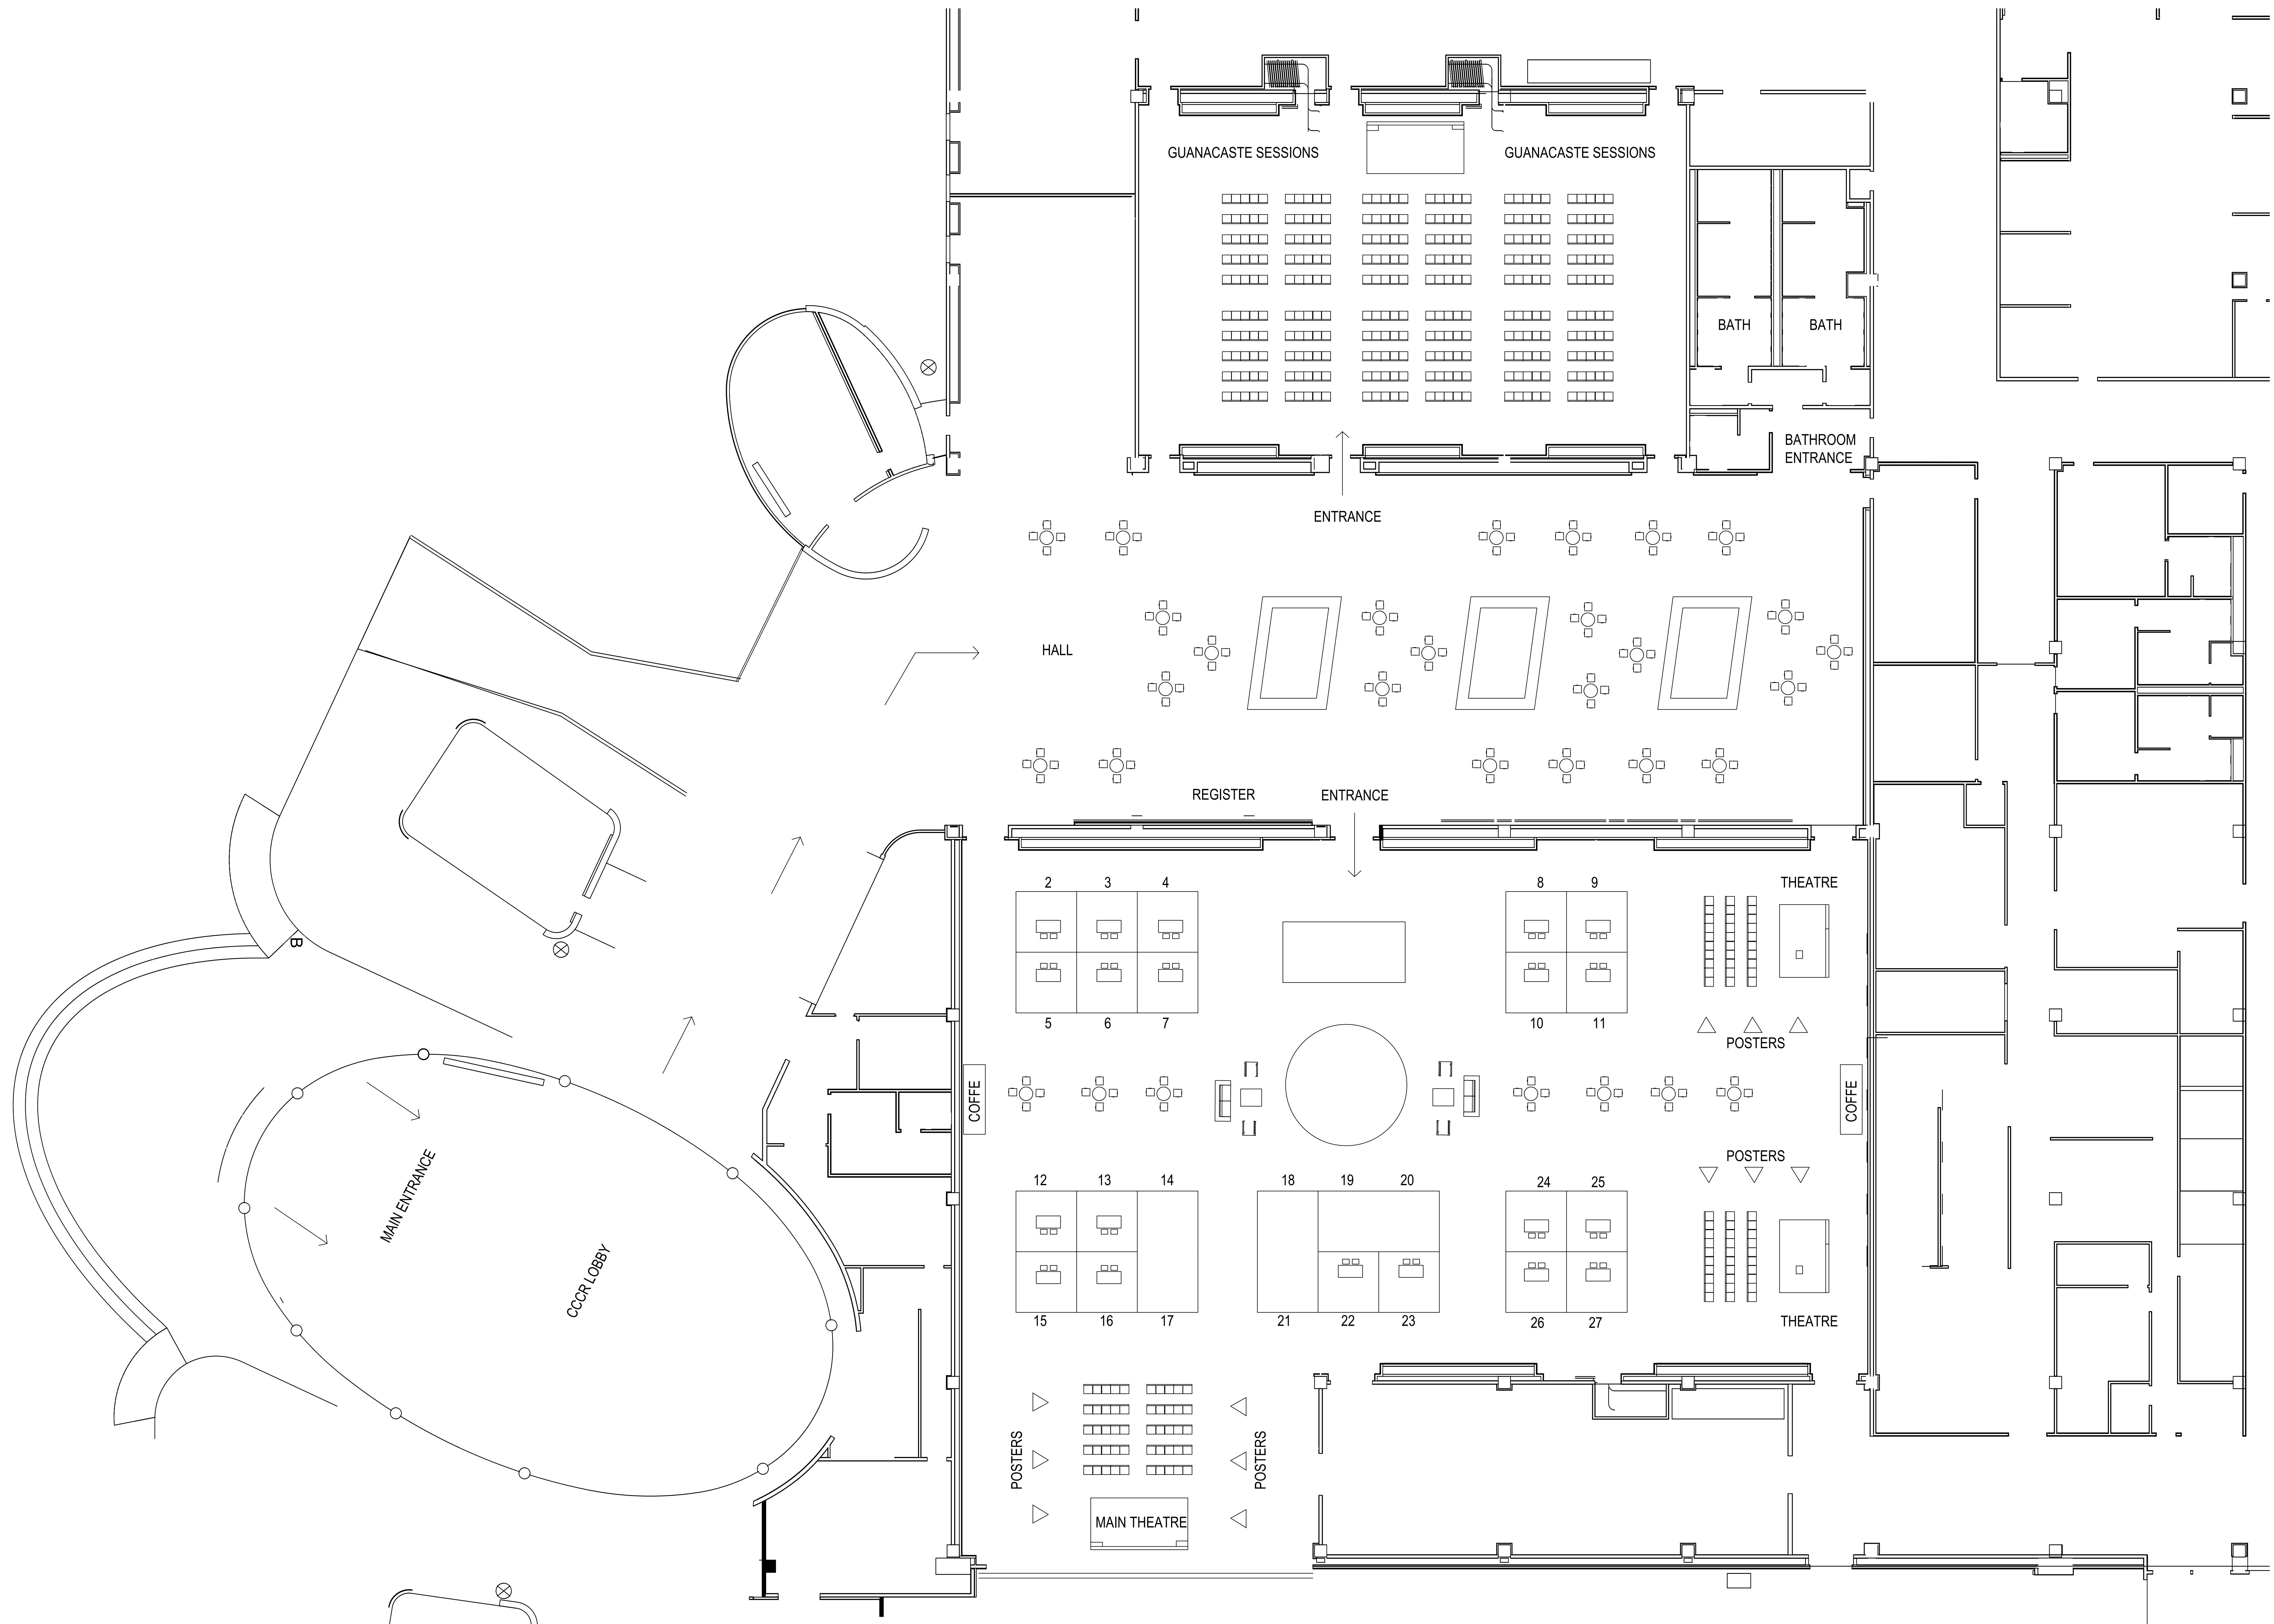 GUANACASTE SESSIONS
GUANACASTE SESSIONS
BATH
BATH
BATHROOM
ENTRANCE
ENTRANCE
HALL
REGISTER
ENTRANCE
2
3
4
8
9
THEATRE
B
5
6
7
10
11
POSTERS
COFFE
COFFE
MAIN ENTRANCE
POSTERS
12
13
14
18
19
20
24
25
CCCR LOBBY
15
16
17
21
22
23
26
27
THEATRE
POSTERS
POSTERS
MAIN THEATRE